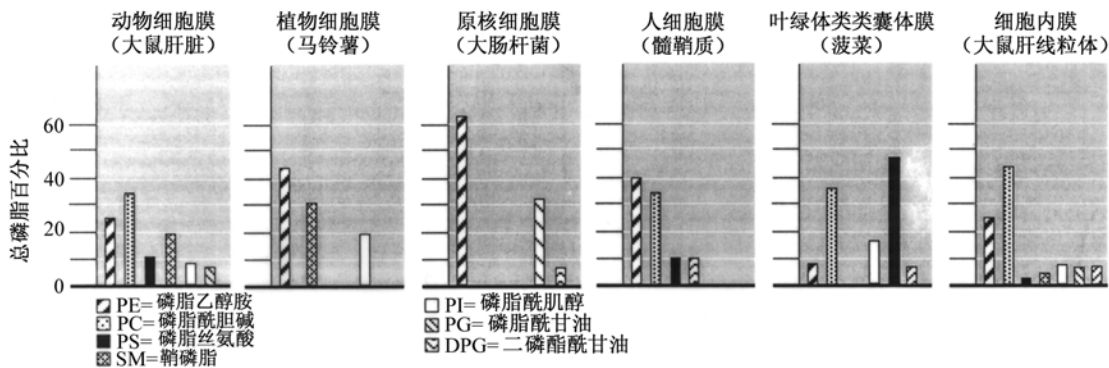 动物细胞膜
（大鼠肝脏）
植物细胞膜
（马铃薯）
原核细胞膜
（大肠杆菌）
人细胞膜
（髓鞘质）
叶绿体类类囊体膜
（菠菜）
细胞内膜
（大鼠肝线粒体）
总磷脂百分比
60
40
20
0
PE=磷脂乙醇胺
PC=磷脂酰胆碱
PS=磷脂丝氨酸
SM=鞘磷脂
PI=磷脂酰肌醇
PG=磷脂酰甘油
DPG=二磷酯酰甘油